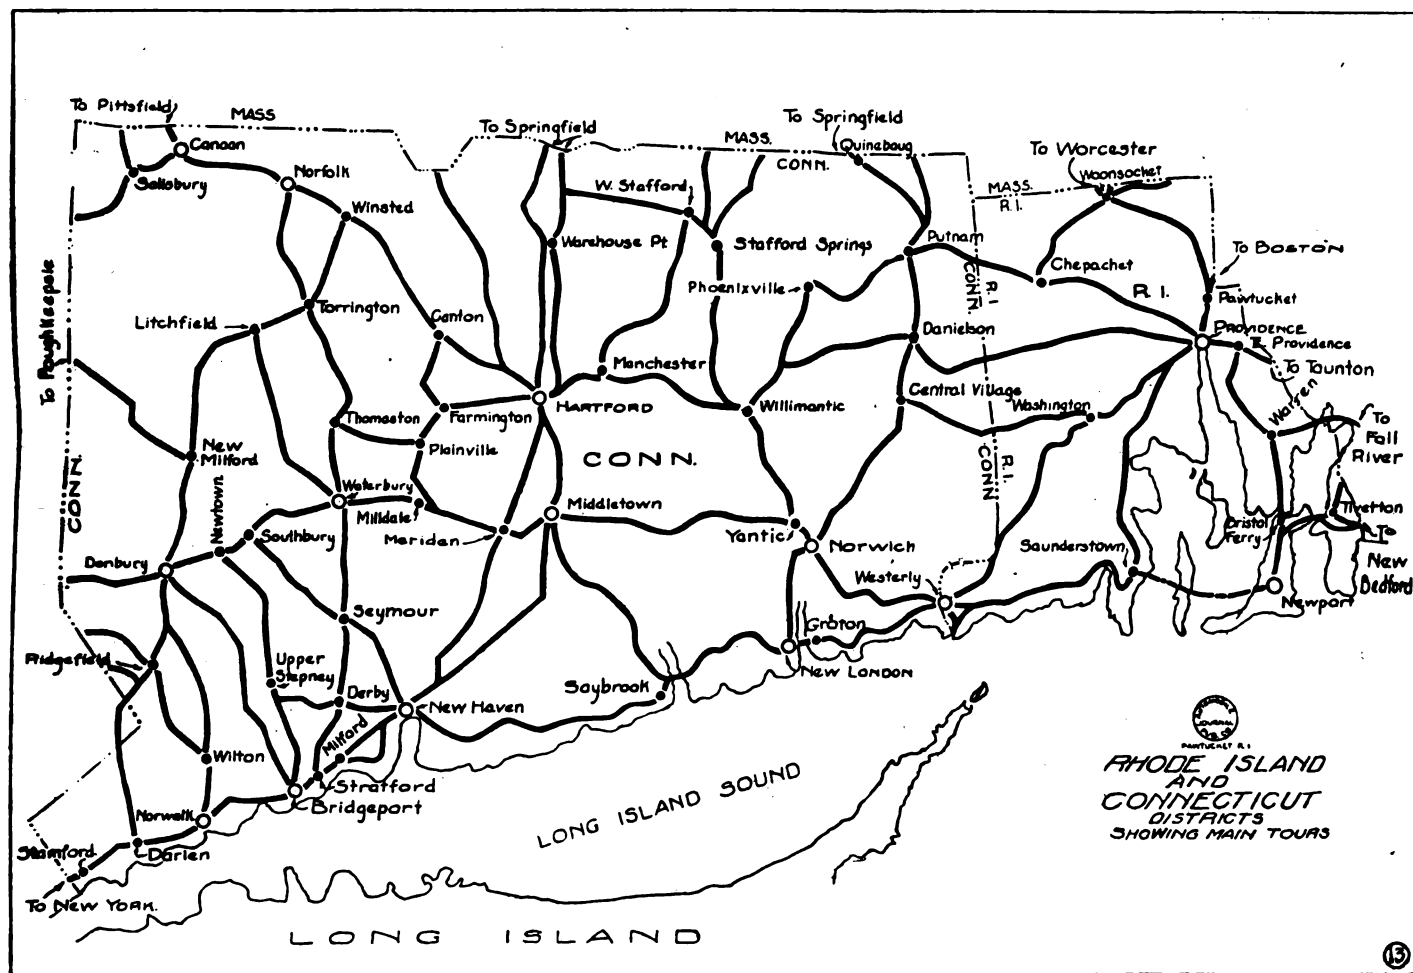 To Pittsfield
MASS
Canaan
Salisbury
Norfolk
Winsted
To Springfield
MASS.
CONN.
To Springfield
Quinebaug
W. Stafford
Warehouse Pt
Stafford Springs
Putnam
MASS.
R.I.
To Worcester
Woonsocket
To BOSTON
Chepachet
R.I.
CONN
R.I.
Pawtucket
PROVIDENCE
E Providence
To Taunton
Phoenixville
Danielson
Litchfield
Torrington
Canton
Manchester
To Poughkeepsie
CONN.
Thomaston
Farmington
HARTFORD
Willimantic
Central Village
Washington
Warren
To
Fall
River
Plainville
CONN.
R.I.
CONN
New
Milford
Newtown
Waterbury
Milldale
Meriden
Middletown
Yantic
Norwich
Saunderstown
Bristol
Ferry
Tiverton
To
New
Bedford
Newport
Danbury
Southbury
Seymour
Westerly
Groton
New LONDON
Ridgefield
Upper
Stepney
Derby
New Haven
Saybrook
Milford
Wilton
Stratford
Bridgeport
Norwalk
Darien
Stamford
To New York.
LONG ISLAND SOUND
LONG ISLAND
AUTOMOBILE
JOURNAL
PUB. CO.
PAWTUCKET R.I.
RHODE ISLAND
AND
CONNECTICUT
DISTRICTS
SHOWING MAIN TOURS
13